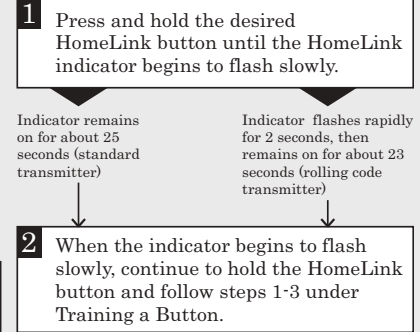 1 Press and hold the desired
HomeLink button until the HomeLink
indicator begins to flash slowly.
Indicator remains
on for about 25
seconds (standard
transmitter)
Indicator flashes rapidly
for 2 seconds, then
remains on for about 23
seconds (rolling code
transmitter)
2 When the indicator begins to flash
slowly, continue to hold the HomeLink
button and follow steps 1-3 under
Training a Button.